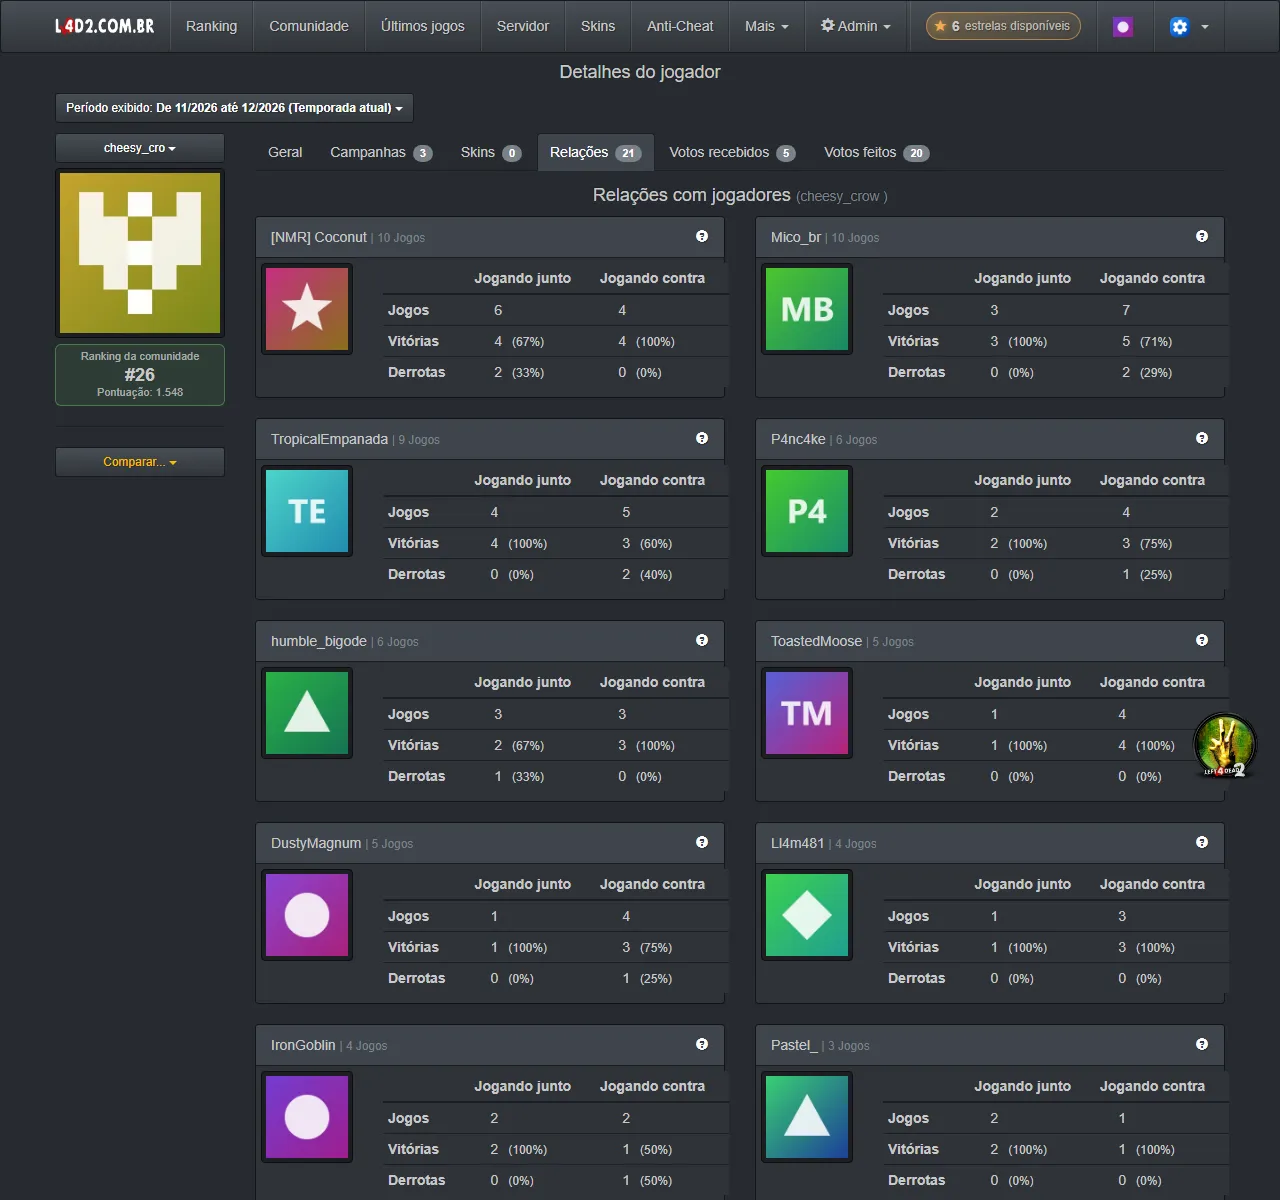 L4D2.COM.BR Ranking Comunidade Últimos jogos Servidor Skins Anti-Cheat Mais Admin 6 estrelas disponíveis
Detalhes do jogador
Período exibido: De 11/2026 até 12/2026 (Temporada atual)
cheesy_cro
Geral Campanhas 3 Skins 0 Relações 21 Votos recebidos 5 Votos feitos 20
Ranking da comunidade
#26
Pontuação: 1.548
Comparar...
Relações com jogadores (cheesy_crow )
[NMR] Coconut | 10 Jogos
Jogando junto Jogando contra
Jogos 6 4
Vitórias 4 (67%) 4 (100%)
Derrotas 2 (33%) 0 (0%)
Mico_br | 10 Jogos
MB
Jogando junto Jogando contra
Jogos 3 7
Vitórias 3 (100%) 5 (71%)
Derrotas 0 (0%) 2 (29%)
TropicalEmpanada | 9 Jogos
TE
Jogando junto Jogando contra
Jogos 4 5
Vitórias 4 (100%) 3 (60%)
Derrotas 0 (0%) 2 (40%)
P4nc4ke | 6 Jogos
P4
Jogando junto Jogando contra
Jogos 2 4
Vitórias 2 (100%) 3 (75%)
Derrotas 0 (0%) 1 (25%)
humble_bigode | 6 Jogos
Jogando junto Jogando contra
Jogos 3 3
Vitórias 2 (67%) 3 (100%)
Derrotas 1 (33%) 0 (0%)
ToastedMoose | 5 Jogos
TM
Jogando junto Jogando contra
Jogos 1 4
Vitórias 1 (100%) 4 (100%)
Derrotas 0 (0%) 0 (0%)
LEFT 4 DEAD 2
DustyMagnum | 5 Jogos
Jogando junto Jogando contra
Jogos 1 4
Vitórias 1 (100%) 3 (75%)
Derrotas 0 (0%) 1 (25%)
LI4m481 | 4 Jogos
Jogando junto Jogando contra
Jogos 1 3
Vitórias 1 (100%) 3 (100%)
Derrotas 0 (0%) 0 (0%)
IronGoblin | 4 Jogos
Jogando junto Jogando contra
Jogos 2 2
Vitórias 2 (100%) 1 (50%)
Derrotas 0 (0%) 1 (50%)
Pastel_ | 3 Jogos
Jogando junto Jogando contra
Jogos 2 1
Vitórias 2 (100%) 1 (100%)
Derrotas 0 (0%) 0 (0%)